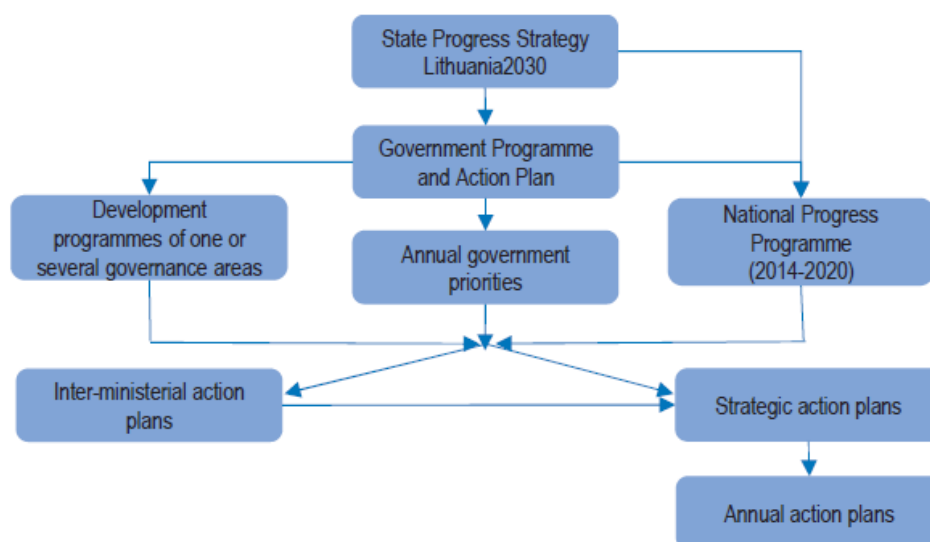 State Progress Strategy
Lithuania2030
Government Programme
and Action Plan
Development
programmes of one or
several governance areas
Annual government
priorities
National Progress
Programme
(2014-2020)
Inter-ministerial action
plans
Strategic action plans
Annual action plans